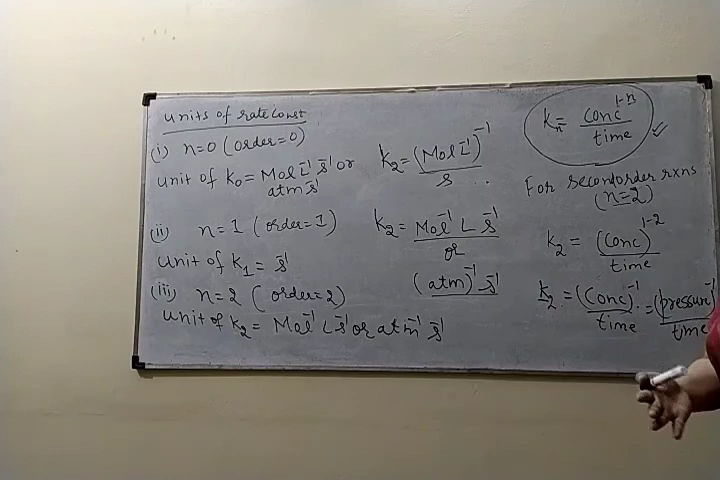 units of rate const
(i) n=0 (order=0)
unit of k₀ = Mol L⁻¹ s⁻¹ or
atm s⁻¹
(ii) n=1 (order=1)
unit of k₁ = s⁻¹
(iii) n=2 (order=2)
unit of k₂ = Mol⁻¹ L s⁻¹ or atm⁻¹ s⁻¹
k₂ = (Mol L⁻¹)⁻¹
s
k₂ = Mol⁻¹ L s⁻¹
or
(atm)⁻¹ s⁻¹
kₙ = conc¹⁻ⁿ
time
For second order rxns
(n=2)
k₂ = (conc)¹⁻²
time
k₂ = (conc)⁻¹ = (pressure)⁻¹
time time